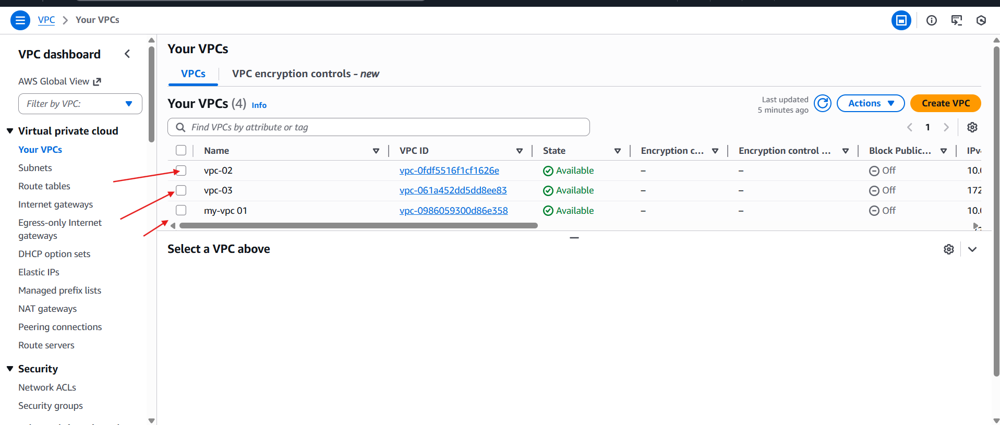 VPC > Your VPCs
VPC dashboard
AWS Global View
Filter by VPC:
Virtual private cloud
Your VPCs
Subnets
Route tables
Internet gateways
Egress-only Internet
gateways
DHCP option sets
Elastic IPs
Managed prefix lists
NAT gateways
Peering connections
Route servers
Security
Network ACLs
Security groups
Your VPCs
VPCs
VPC encryption controls - new
Your VPCs (4) Info
Last updated
5 minutes ago
Actions
Create VPC
Find VPCs by attribute or tag
1
Name VPC ID State Encryption c... Encryption control ... Block Public...
vpc-02 vpc-0fdf5516f1cf1626e Available – – Off 10.
vpc-03 vpc-061a452dd5dd8ee83 Available – – Off 172
my-vpc 01 vpc-0986059300d86e358 Available – – Off 10.
Select a VPC above